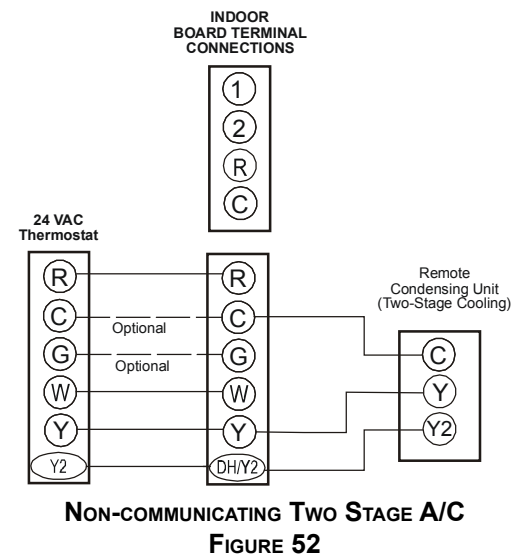 INDOOR
BOARD TERMINAL
CONNECTIONS
1
2
R
C
24 VAC
Thermostat
R
C
G
W
Y
Y2
Optional
Optional
R
C
G
W
Y
DH/Y2
Remote
Condensing Unit
(Two-Stage Cooling)
C
Y
Y2
NON-COMMUNICATING TWO STAGE A/C
FIGURE 52